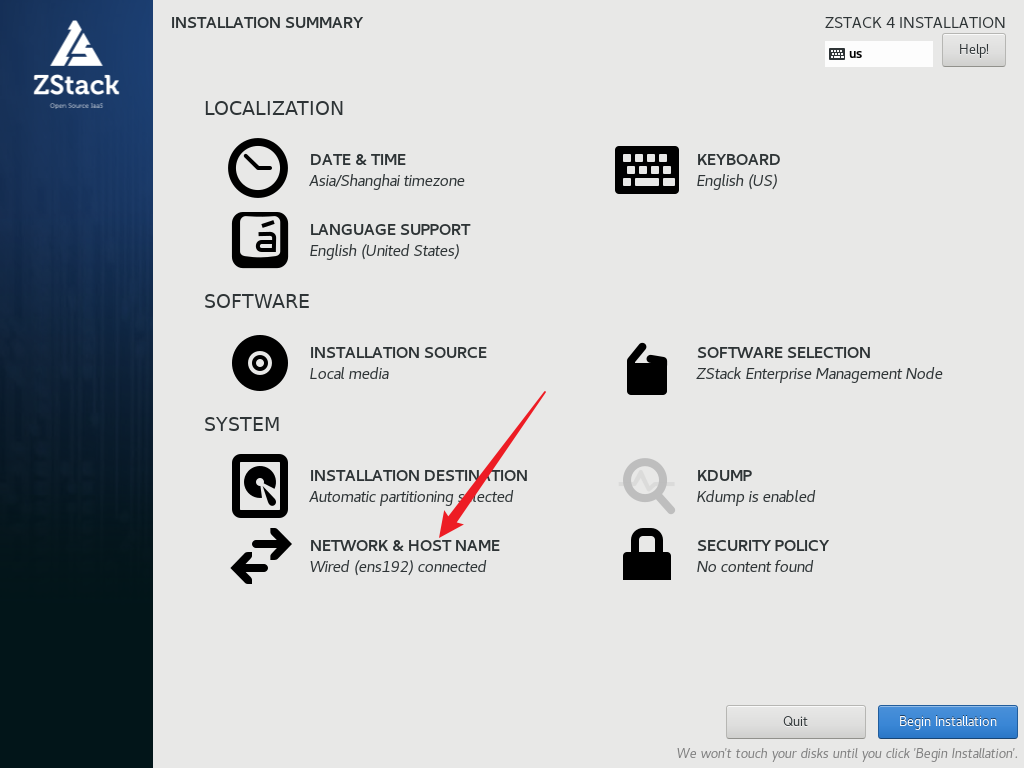 INSTALLATION SUMMARY
ZSTACK 4 INSTALLATION
us
Help!
ZStack
Open Source IaaS
LOCALIZATION
DATE & TIME
Asia/Shanghai timezone
KEYBOARD
English (US)
LANGUAGE SUPPORT
English (United States)
SOFTWARE
INSTALLATION SOURCE
Local media
SOFTWARE SELECTION
ZStack Enterprise Management Node
SYSTEM
INSTALLATION DESTINATION
Automatic partitioning selected
KDUMP
Kdump is enabled
NETWORK & HOST NAME
Wired (ens192) connected
SECURITY POLICY
No content found
Quit
Begin Installation
We won't touch your disks until you click 'Begin Installation'.